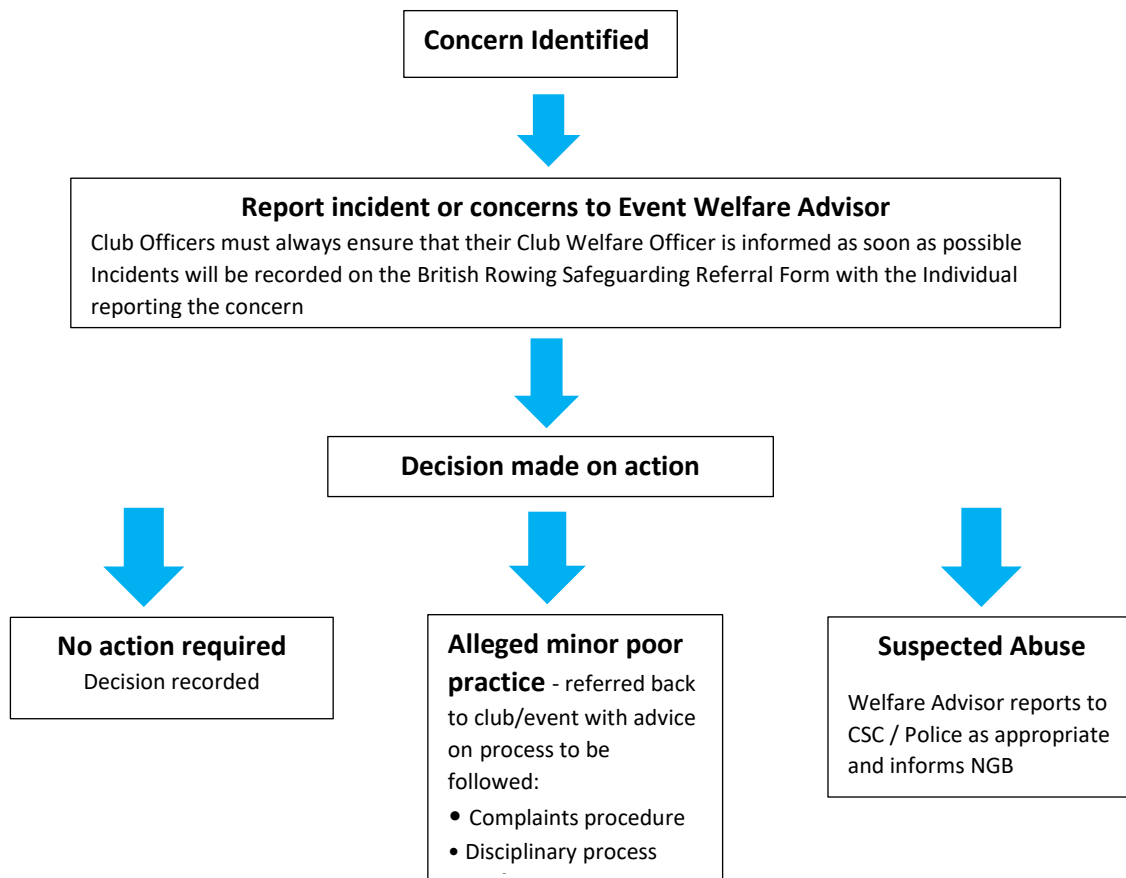 Concern Identified
Report incident or concerns to Event Welfare Advisor
Club Officers must always ensure that their Club Welfare Officer is informed as soon as possible
Incidents will be recorded on the British Rowing Safeguarding Referral Form with the Individual
reporting the concern
Decision made on action
No action required
Decision recorded
Alleged minor poor
practice - referred back
to club/event with advice
on process to be
followed:
• Complaints procedure
• Disciplinary process
Suspected Abuse
Welfare Advisor reports to
CSC / Police as appropriate
and informs NGB